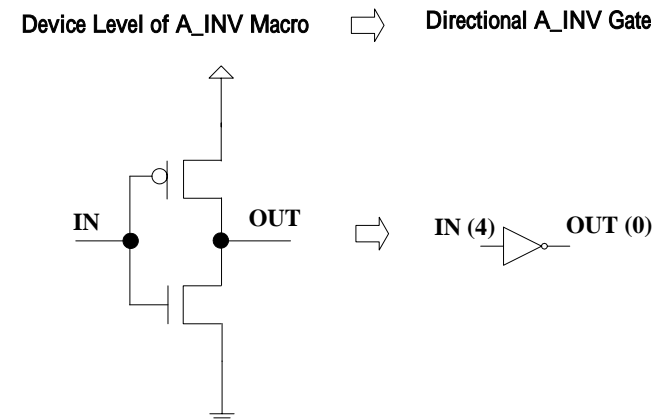 Device Level of A_INV Macro
Directional A_INV Gate
IN
OUT
IN (4)
OUT (0)